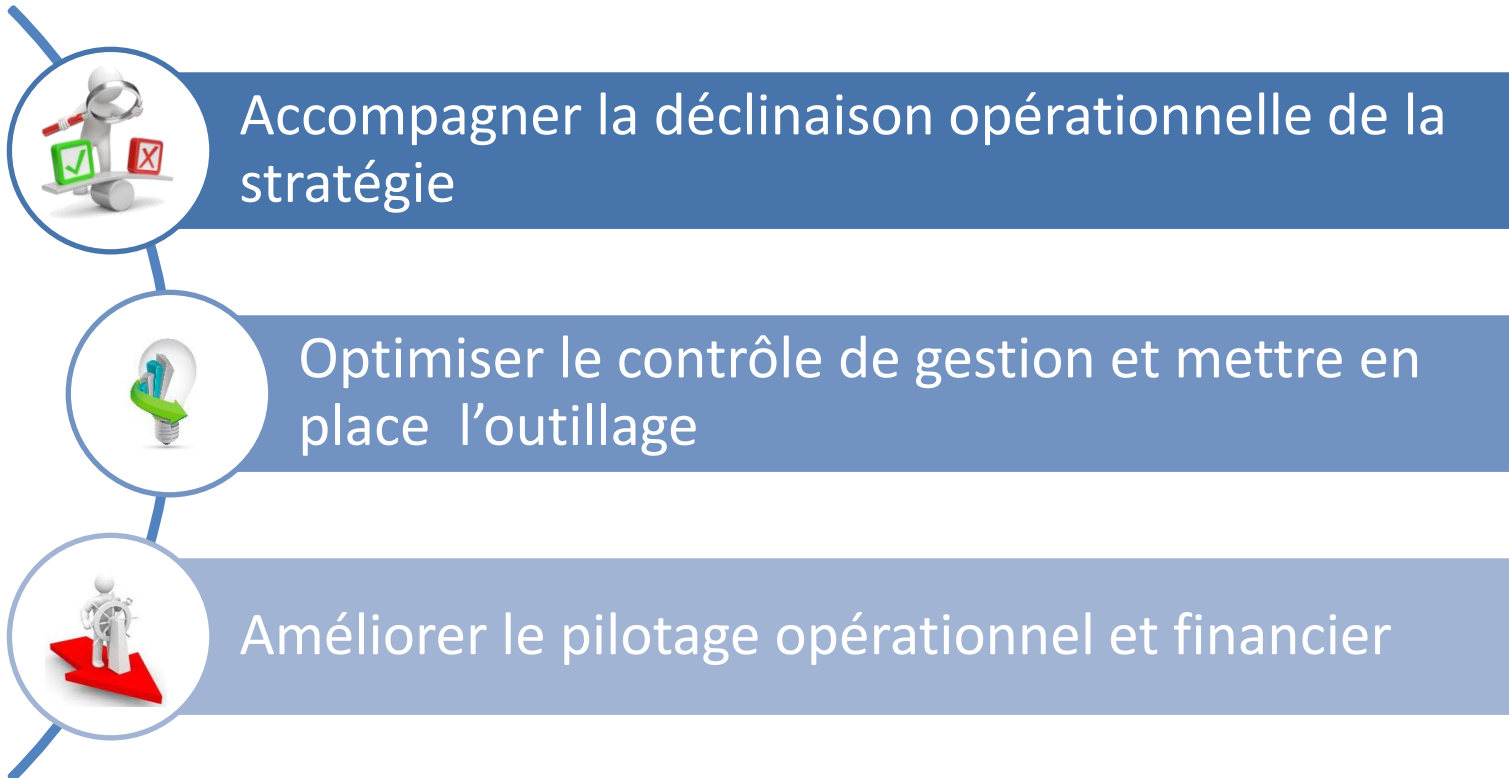 Accompagner la déclinaison opérationnelle de la
stratégie
Optimiser le contrôle de gestion et mettre en
place  l’outillage
Améliorer le pilotage opérationnel et financier